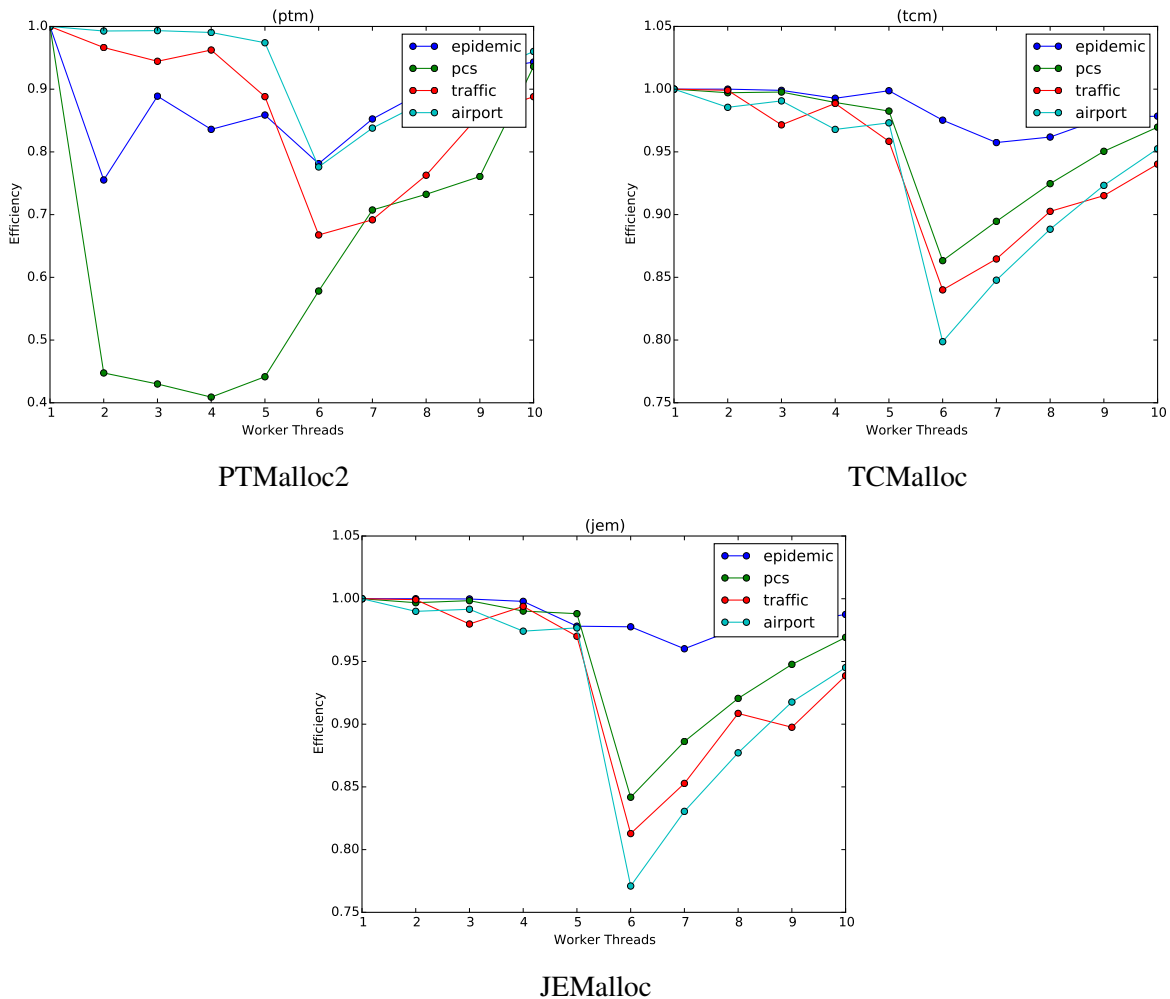 (ptm)
1.0
0.9
0.8
0.7
0.6
0.5
0.4
Efficiency
epidemic
pcs
traffic
airport
1 2 3 4 5 6 7 8 9 10
Worker Threads
PTMalloc2
(tcm)
1.05
1.00
0.95
0.90
0.85
0.80
0.75
Efficiency
epidemic
pcs
traffic
airport
1 2 3 4 5 6 7 8 9 10
Worker Threads
TCMalloc
(jem)
1.05
1.00
0.95
0.90
0.85
0.80
0.75
Efficiency
epidemic
pcs
traffic
airport
1 2 3 4 5 6 7 8 9 10
Worker Threads
JEMalloc